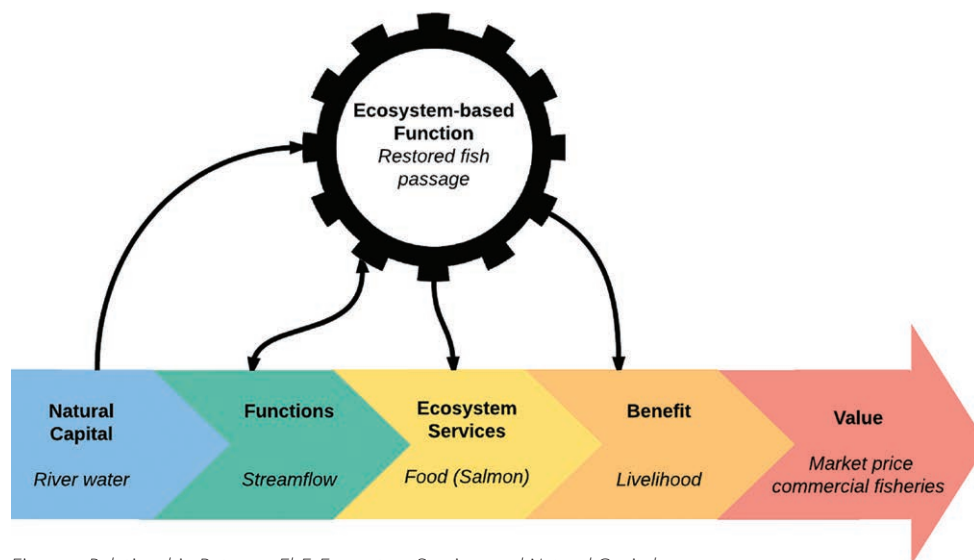 Ecosystem-based
Function
Restored fish
passage
Natural
Capital
River water
Functions
Streamflow
Ecosystem
Services
Food (Salmon)
Benefit
Livelihood
Value
Market price
commercial fisheries